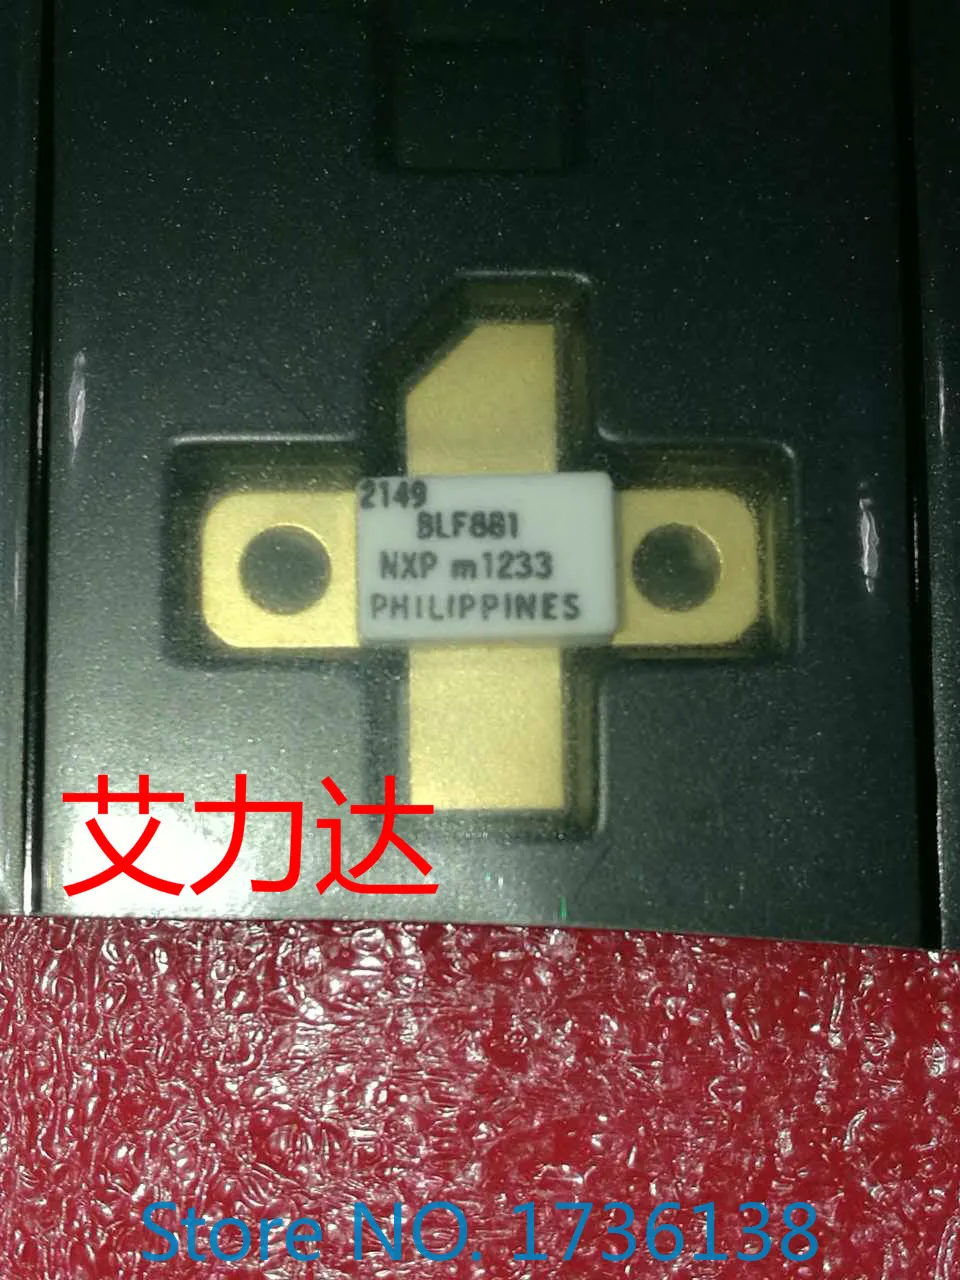 2149
BLF881
NXP m1233
PHILIPPINES
艾力达
Store NO. 1736138